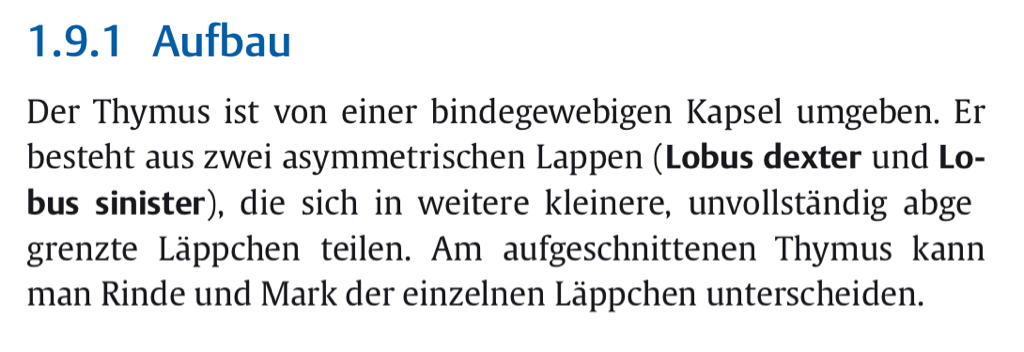 1.9.1 Aufbau
Der Thymus ist von einer bindegewebigen Kapsel umgeben. Er
besteht aus zwei asymmetrischen Lappen (Lobus dexter und Lo-
bus sinister), die sich in weitere kleinere, unvollständig abge
grenzte Läppchen teilen. Am aufgeschnittenen Thymus kann
man Rinde und Mark der einzelnen Läppchen unterscheiden.